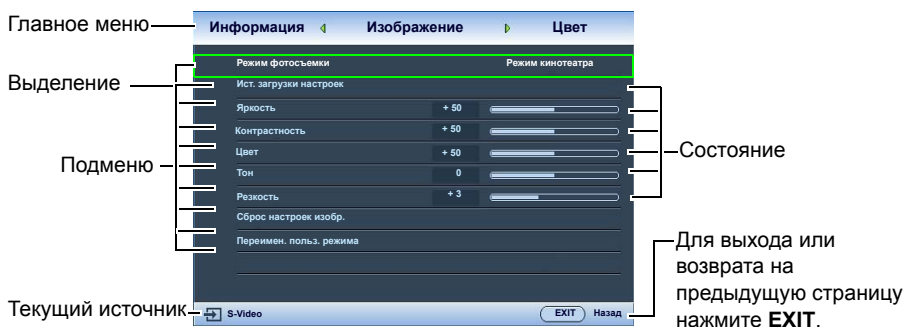 Главное меню
Информация Изображение Цвет
Режим фотосъемки Режим кинотеатра
Выделение
Ист. загрузки настроек
Яркость + 50
Контрастность + 50
Цвет + 50
Подменю
Состояние
Тон 0
Резкость + 3
Сброс настроек изобр.
Переимен. польз. режима
Для выхода или
возврата на
предыдущую страницу
нажмите EXIT.
Текущий источник
S-Video EXIT Назад